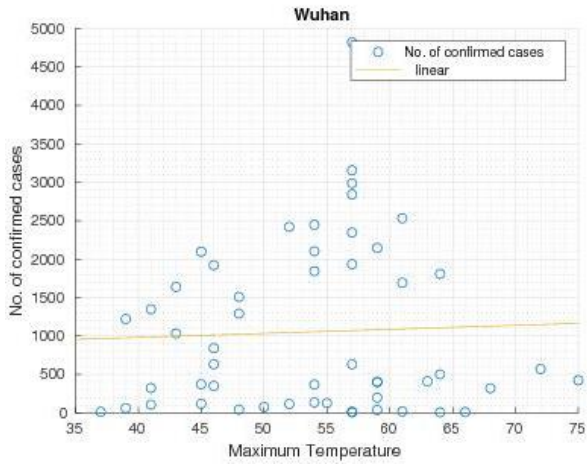 Wuhan
5000
4500
4000
3500
3000
2500
2000
1500
1000
500
0
No. of confirmed cases
No. of confirmed cases
linear
35 40 45 50 55 60 65 70 75
Maximum Temperature